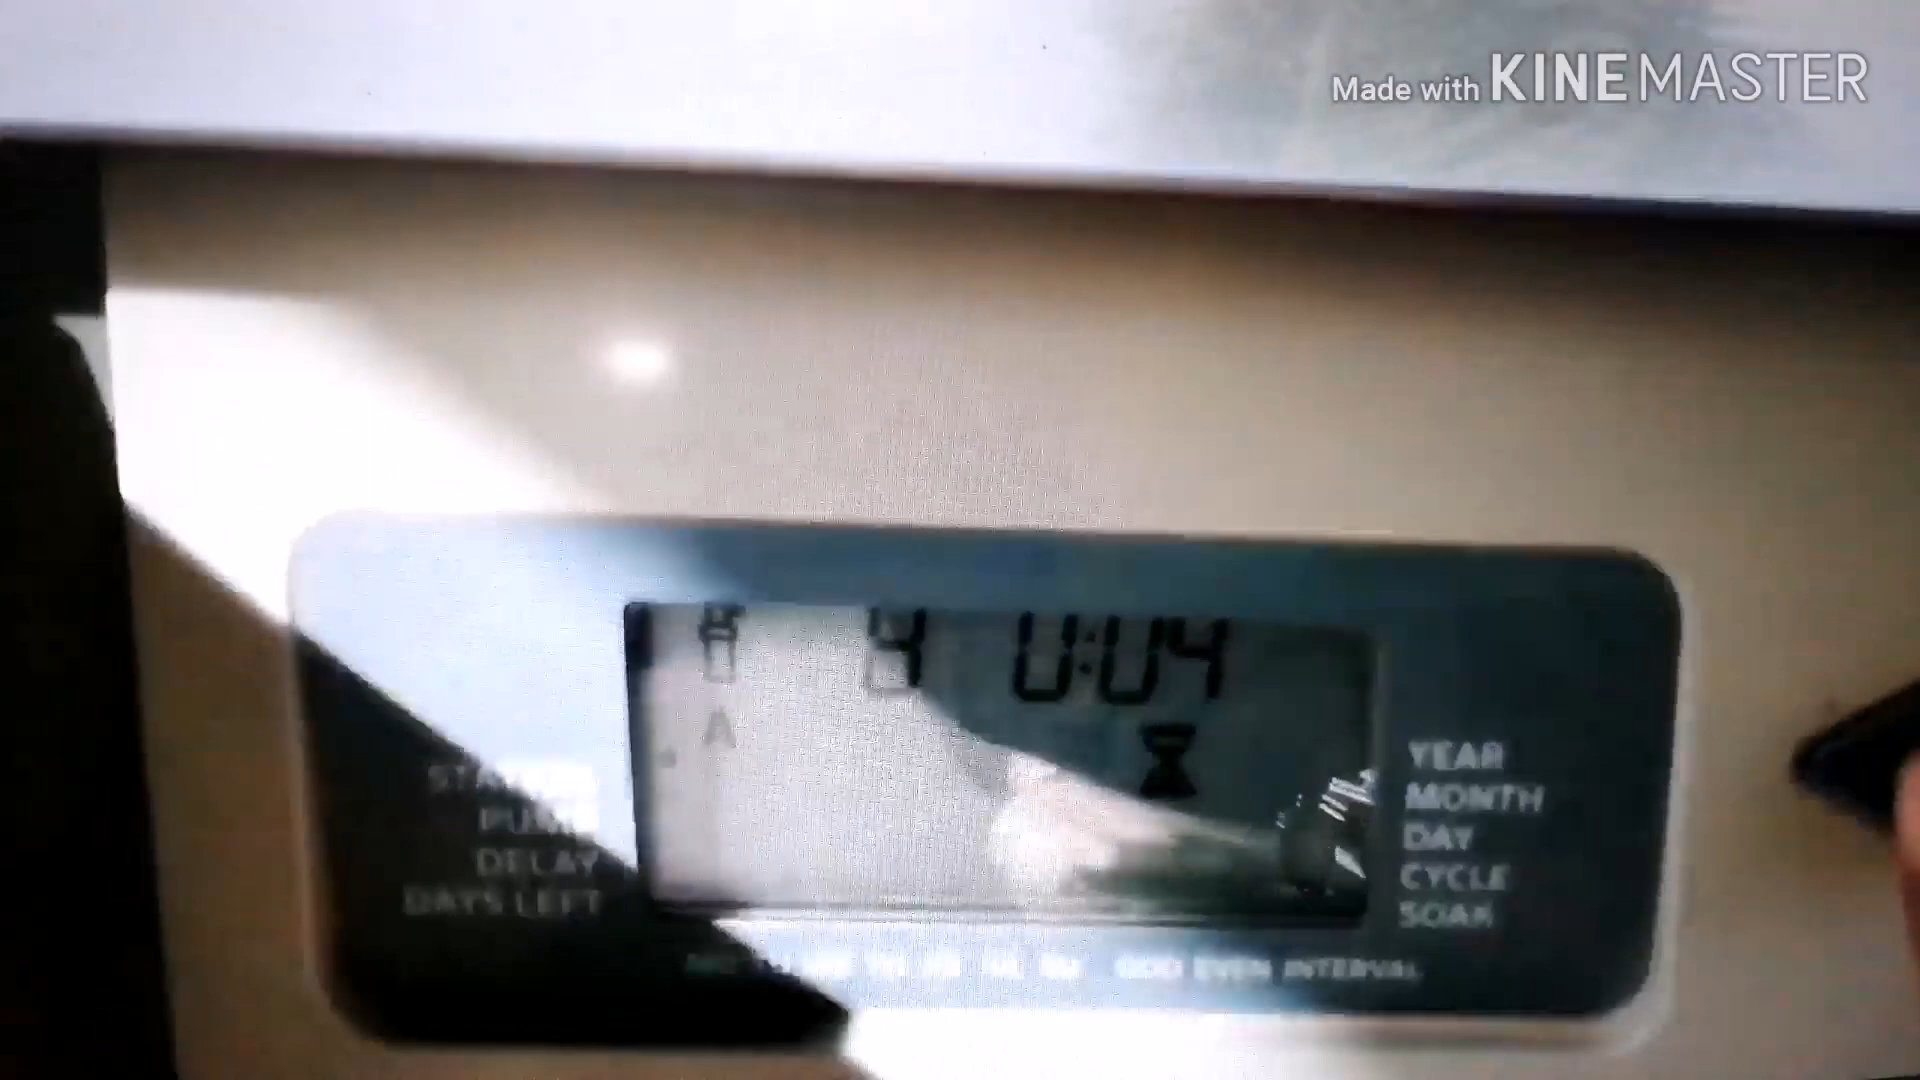 Made with KINEMASTER
4 0:04
A
YEAR
MONTH
DAY
CYCLE
SOAK
DELAY
DAYS LEFT
ODD EVEN INTERVAL